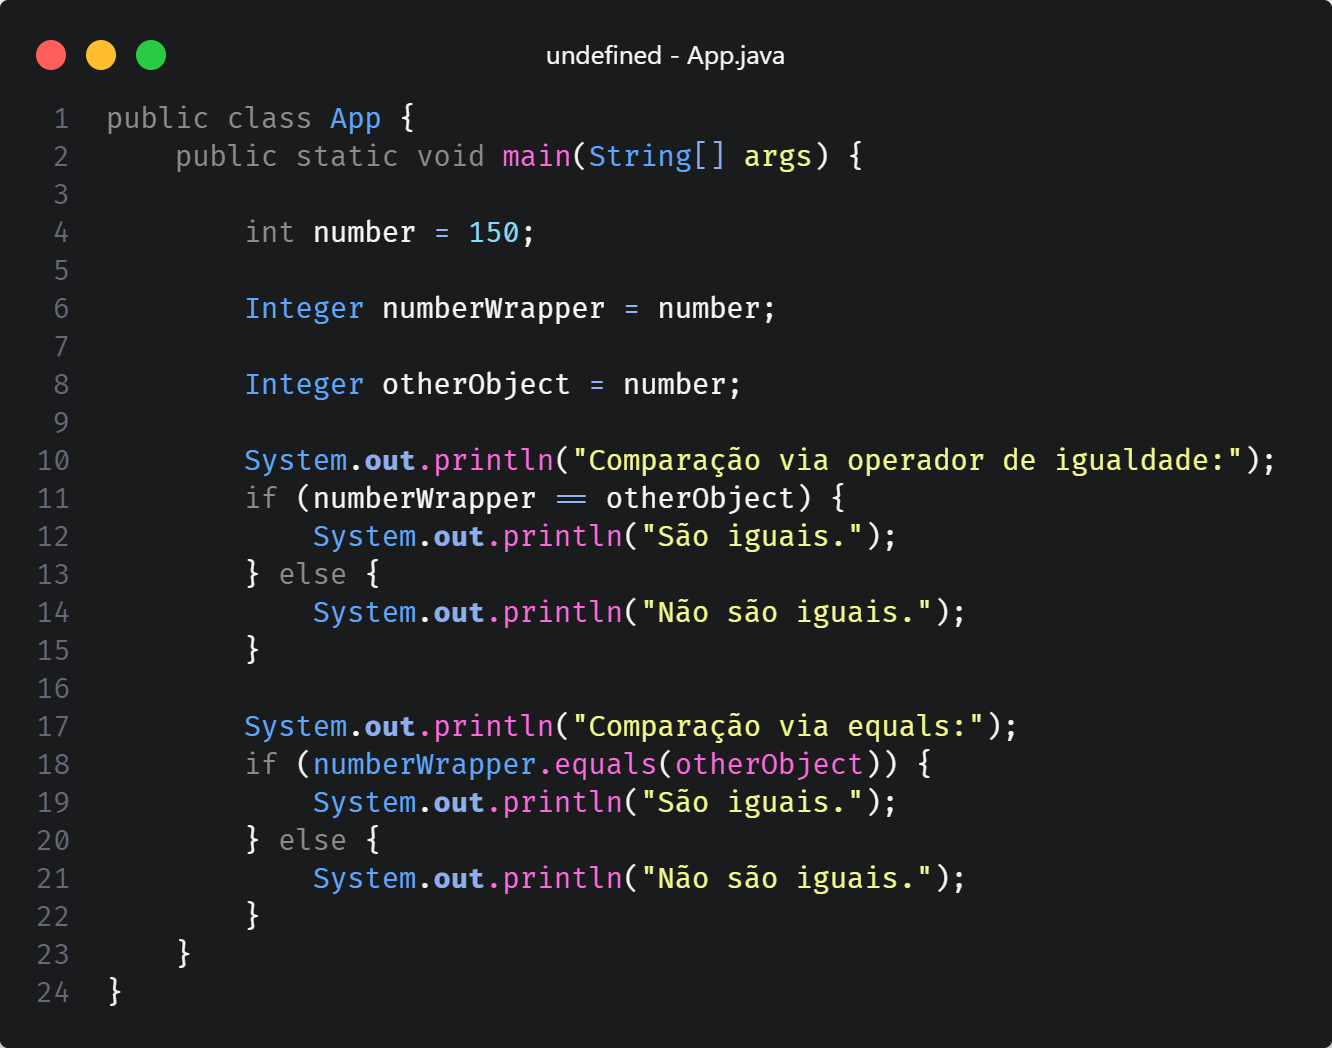 undefined - App.java
1 public class App {
2     public static void main(String[] args) {
3
4         int number = 150;
5
6         Integer numberWrapper = number;
7
8         Integer otherObject = number;
9
10         System.out.println("Comparação via operador de igualdade:");
11         if (numberWrapper == otherObject) {
12             System.out.println("São iguais.");
13         } else {
14             System.out.println("Não são iguais.");
15         }
16
17         System.out.println("Comparação via equals:");
18         if (numberWrapper.equals(otherObject)) {
19             System.out.println("São iguais.");
20         } else {
21             System.out.println("Não são iguais.");
22         }
23     }
24 }